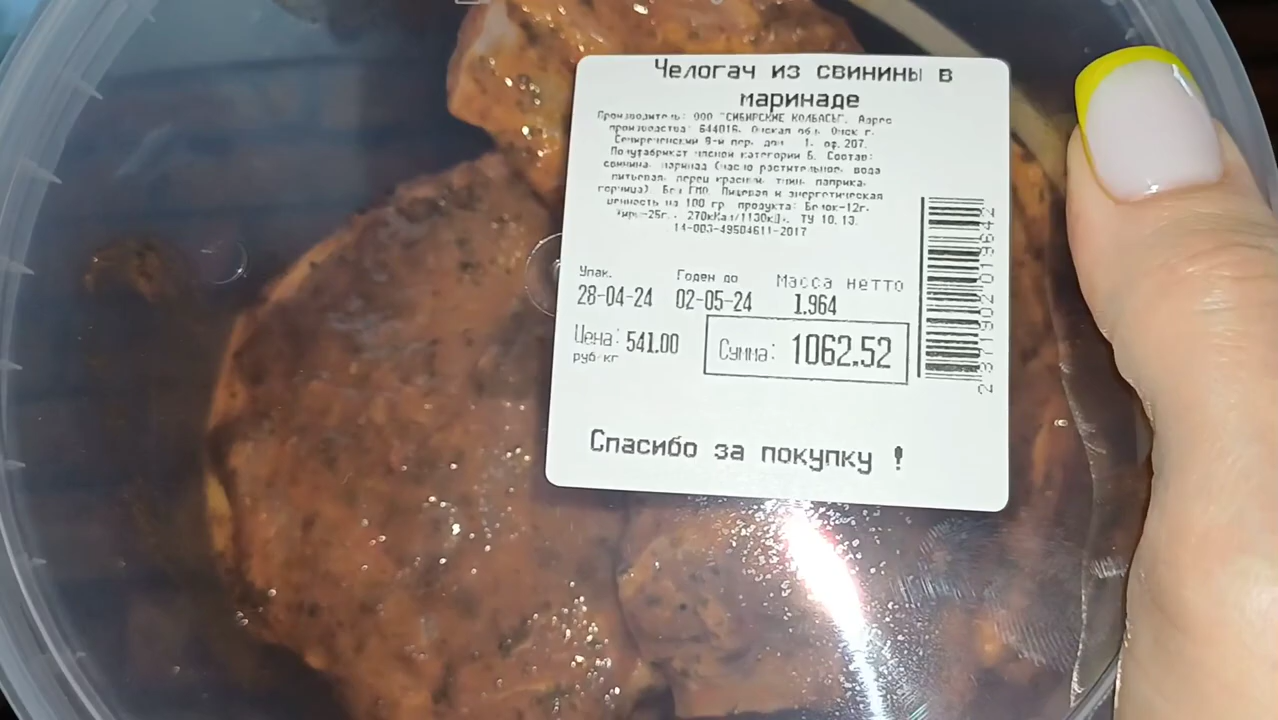 Челогач из свинины в
маринаде
Производитель: ООО "СИБИРСКИЕ КОЛБАСЫ". Адрес
производства: 644016. Омская обл. Омск г.
Семиреченский 9-й пер. дом 1. оф.207.
Полуфабрикат мясной категории Б. Состав:
свинина, маринад (масло растительное, вода
питьевая, перец красный, тмин, паприка,
горчица). Без ГМО. Пищевая и энергетическая
ценность на 100 гр продукта: Белок-12г.
Жиры-25г. 270кКал/1130кДж. ТУ 10.13.
14-003-49504611-2017
Упак. Годен до Масса нетто
28-04-24 02-05-24 1.964
Цена: 541.00
руб/кг
Сумма: 1062.52
Спасибо за покупку !
2371902019642